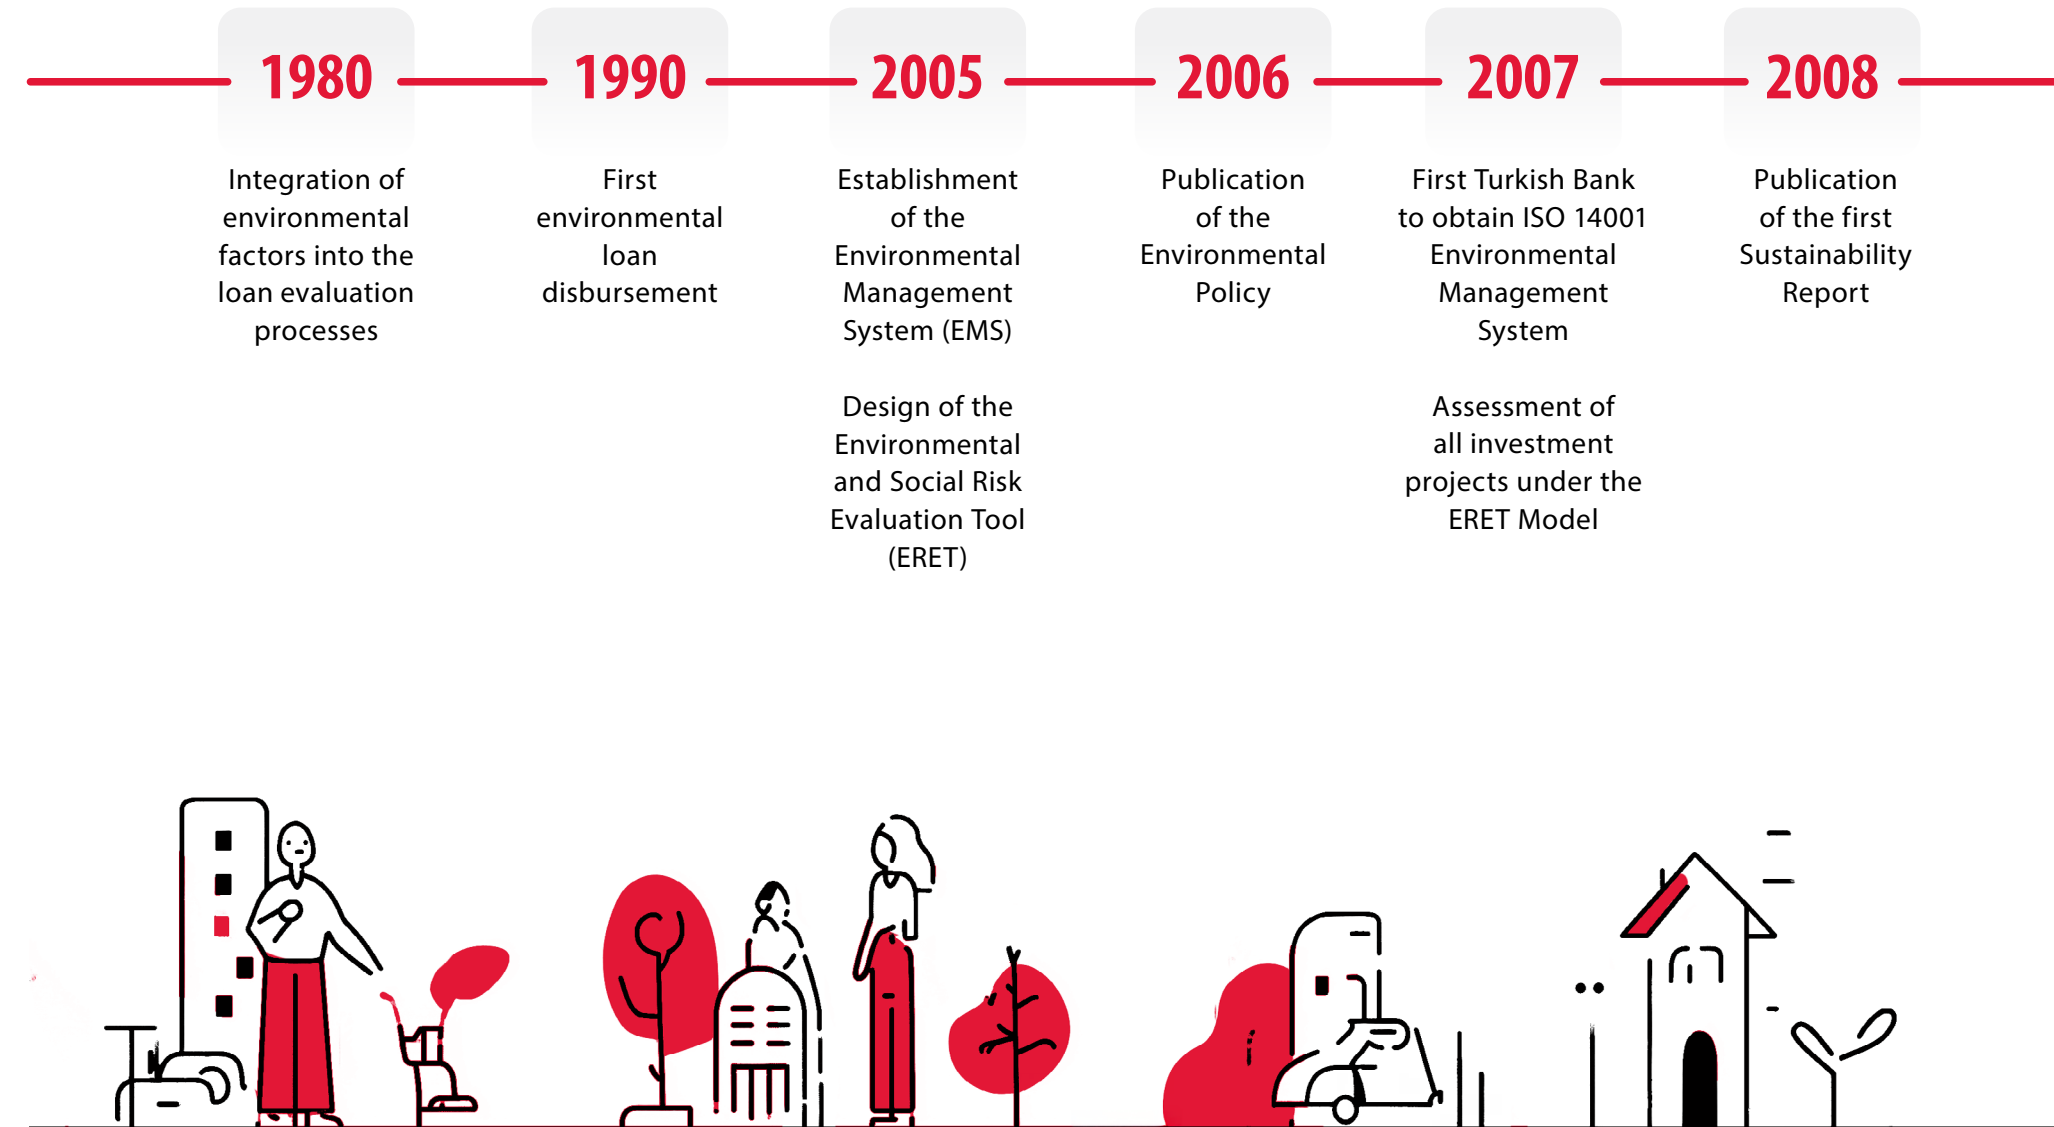 1980
Integration of
environmental
factors into the
loan evaluation
processes
1990
First
environmental
loan
disbursement
2005
Establishment
of the
Environmental
Management
System (EMS)
Design of the
Environmental
and Social Risk
Evaluation Tool
(ERET)
2006
Publication
of the
Environmental
Policy
2007
First Turkish Bank
to obtain ISO 14001
Environmental
Management
System
Assessment of
all investment
projects under the
ERET Model
2008
Publication
of the first
Sustainability
Report